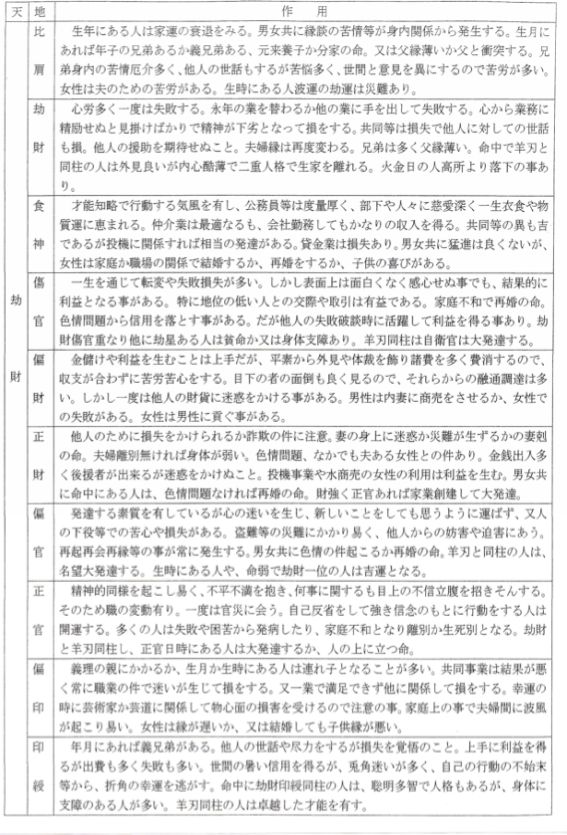 天 地 作用
劫財
比肩
生年にある人は家運の衰退をみる。男女共に縁談の苦情等が身内関係から発生する。生月に
あれば年子の兄弟あるか義兄弟ある、元来養子か分家の命。又は父縁薄いか父と衝突する。兄
弟身内の苦情厄介多く、他人の世話もするが苦悩多く、世間と意見を異にするので苦労が多い。
女性は夫のための苦労がある。生時にある人波運の劫運は災難あり。
劫財
心労多く一度は失敗する。永年の業を替わるか他の業に手を出して失敗する。心から業務に
精励せぬと見掛けばかりで精神が下劣となって損をする。共同等は損失で他人に対しての世話
も損。他人の援助を期待せぬこと。夫婦縁は再度変わる。兄弟は多く父縁薄い。命中で羊刃と
同柱の人は外見良いが内心酷薄で二重人格で生家を離れる。火金日の人高所より落下の事あ
り。
食神
才能知略で行動する気風を有し、公務員等は度量厚く、部下や人々に慈愛深く一生衣食や物
質運に恵まれる。仲介業は最適なるも、会社勤務してもかなりの収入を得る。共同等の異も吉
であるが投機に関係すれば相当の発達がある。貸金業は損失あり。男女共に猛進は良くないが、
女性は家庭か職場の関係で結婚するか、再婚をするか、子供の喜びがある。
傷官
一生を通じて転変や失敗損失が多い。しかし表面上は面白くなく感心せぬ事でも、結果的に
利益となる事がある。特に地位の低い人との交際や取引は有益である。家庭不和で再婚の命。
色情問題から信用を落とす事がある。だが他人の失敗破談時に活躍して利益を得る事あり。劫
財傷官重なり他に劫星ある人は貧命か又は身体支障あり。羊刃同柱は自衛官は大発達する。
偏財
金儲けや利益を生むことは上手だが、平素から外見や体裁を飾り諸費を多く費消するので、
収支が合わずに苦労苦心をする。目下の者の面倒も良く見るので、それらからの融通調達は多
い。しかし一度は他人の財貨に迷惑をかける事がある。男性は内妻に商売をさせるか、女性で
の失敗がある。女性は男性に貢ぐ事がある。
正財
他人のために損失をかけられるか詐欺の件に注意。妻の身上に迷惑か災難が生ずるかの妻剋
の命。夫婦離別無ければ身体が弱い。色情問題、なかでも夫ある女性との件あり。金銭出入多
く後援者が出来るが迷惑をかけぬこと。投機事業や水商売の女性の利用は利益を生む。男女共
に命中にある人は、色情問題なければ再婚の命。財強く正官あれば家業創建して大発達。
偏官
発達する素質を有しているが心の迷いを生じ、新しいことをしても思うように運ばず、又人
の下役等での苦心や損失がある。盗難等の災難にかかり易く、他人からの妨害や迫害にあう。
再起再会再縁等の事が常に発生する。男女共に色情の件起こるか再婚の命。羊刃と同柱の人は、
名望大発達する。生時にある人や、命弱で劫財一位の人は吉運となる。
正官
精神的同様を起こし易く、不平不満を抱き、何事に関するも目上の不信立腹を招きそんする。
そのため職の変動有り。一度は官災に会う。自己反省をして強き信念のもとに行動をする人は
開運する。多くの人は失敗や困苦から発病したり、家庭不和となり離別か生死別となる。劫財
と羊刃同柱し、正官日時にある人は大発達するか、人の上に立つ命。
偏印
義理の親にかかるか、生月か生時にある人は連れ子となることが多い。共同事業は結果が悪
く常に職業の件で迷いが生じて損をする。又一業で満足できず他に関係して損をする。幸運の
時に芸術家か芸道に関係して物心面の損害を受けるので注意の事。家庭上の事で夫婦間に波風
が起こり易い。女性は縁が遅いか、又は結婚しても子供縁が悪い。
印綬
年月にあれば義兄弟がある。他人の世話や尽力をするが損失を覚悟のこと。上手に利益を得
るが出費も多く失敗も多い。世間の暑い信用を得るが、兎角迷いが多く、自己の行動の不始末
等から、折角の幸運を逃がす。命中に劫財印綬同柱の人は、聡明多智で人格もあるが、身体に
支障のある人が多い。羊刃同柱の人は卓越した才能を有す。